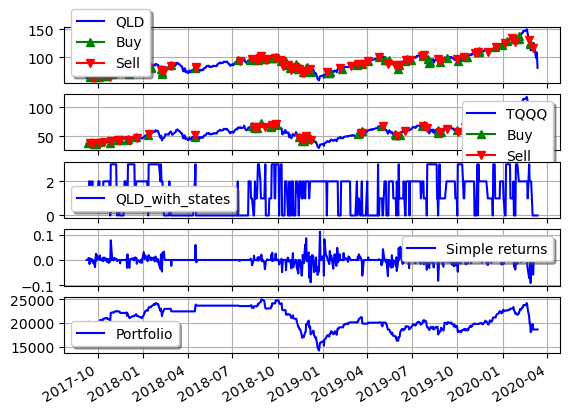 150
100
QLD
Buy
Sell
100
50
TQQQ
Buy
Sell
2
0
QLD_with_states
0.1
0.0
−0.1
Simple returns
25000
20000
15000
Portfolio
2017-10
2018-01
2018-04
2018-07
2018-10
2019-01
2019-04
2019-07
2019-10
2020-01
2020-04